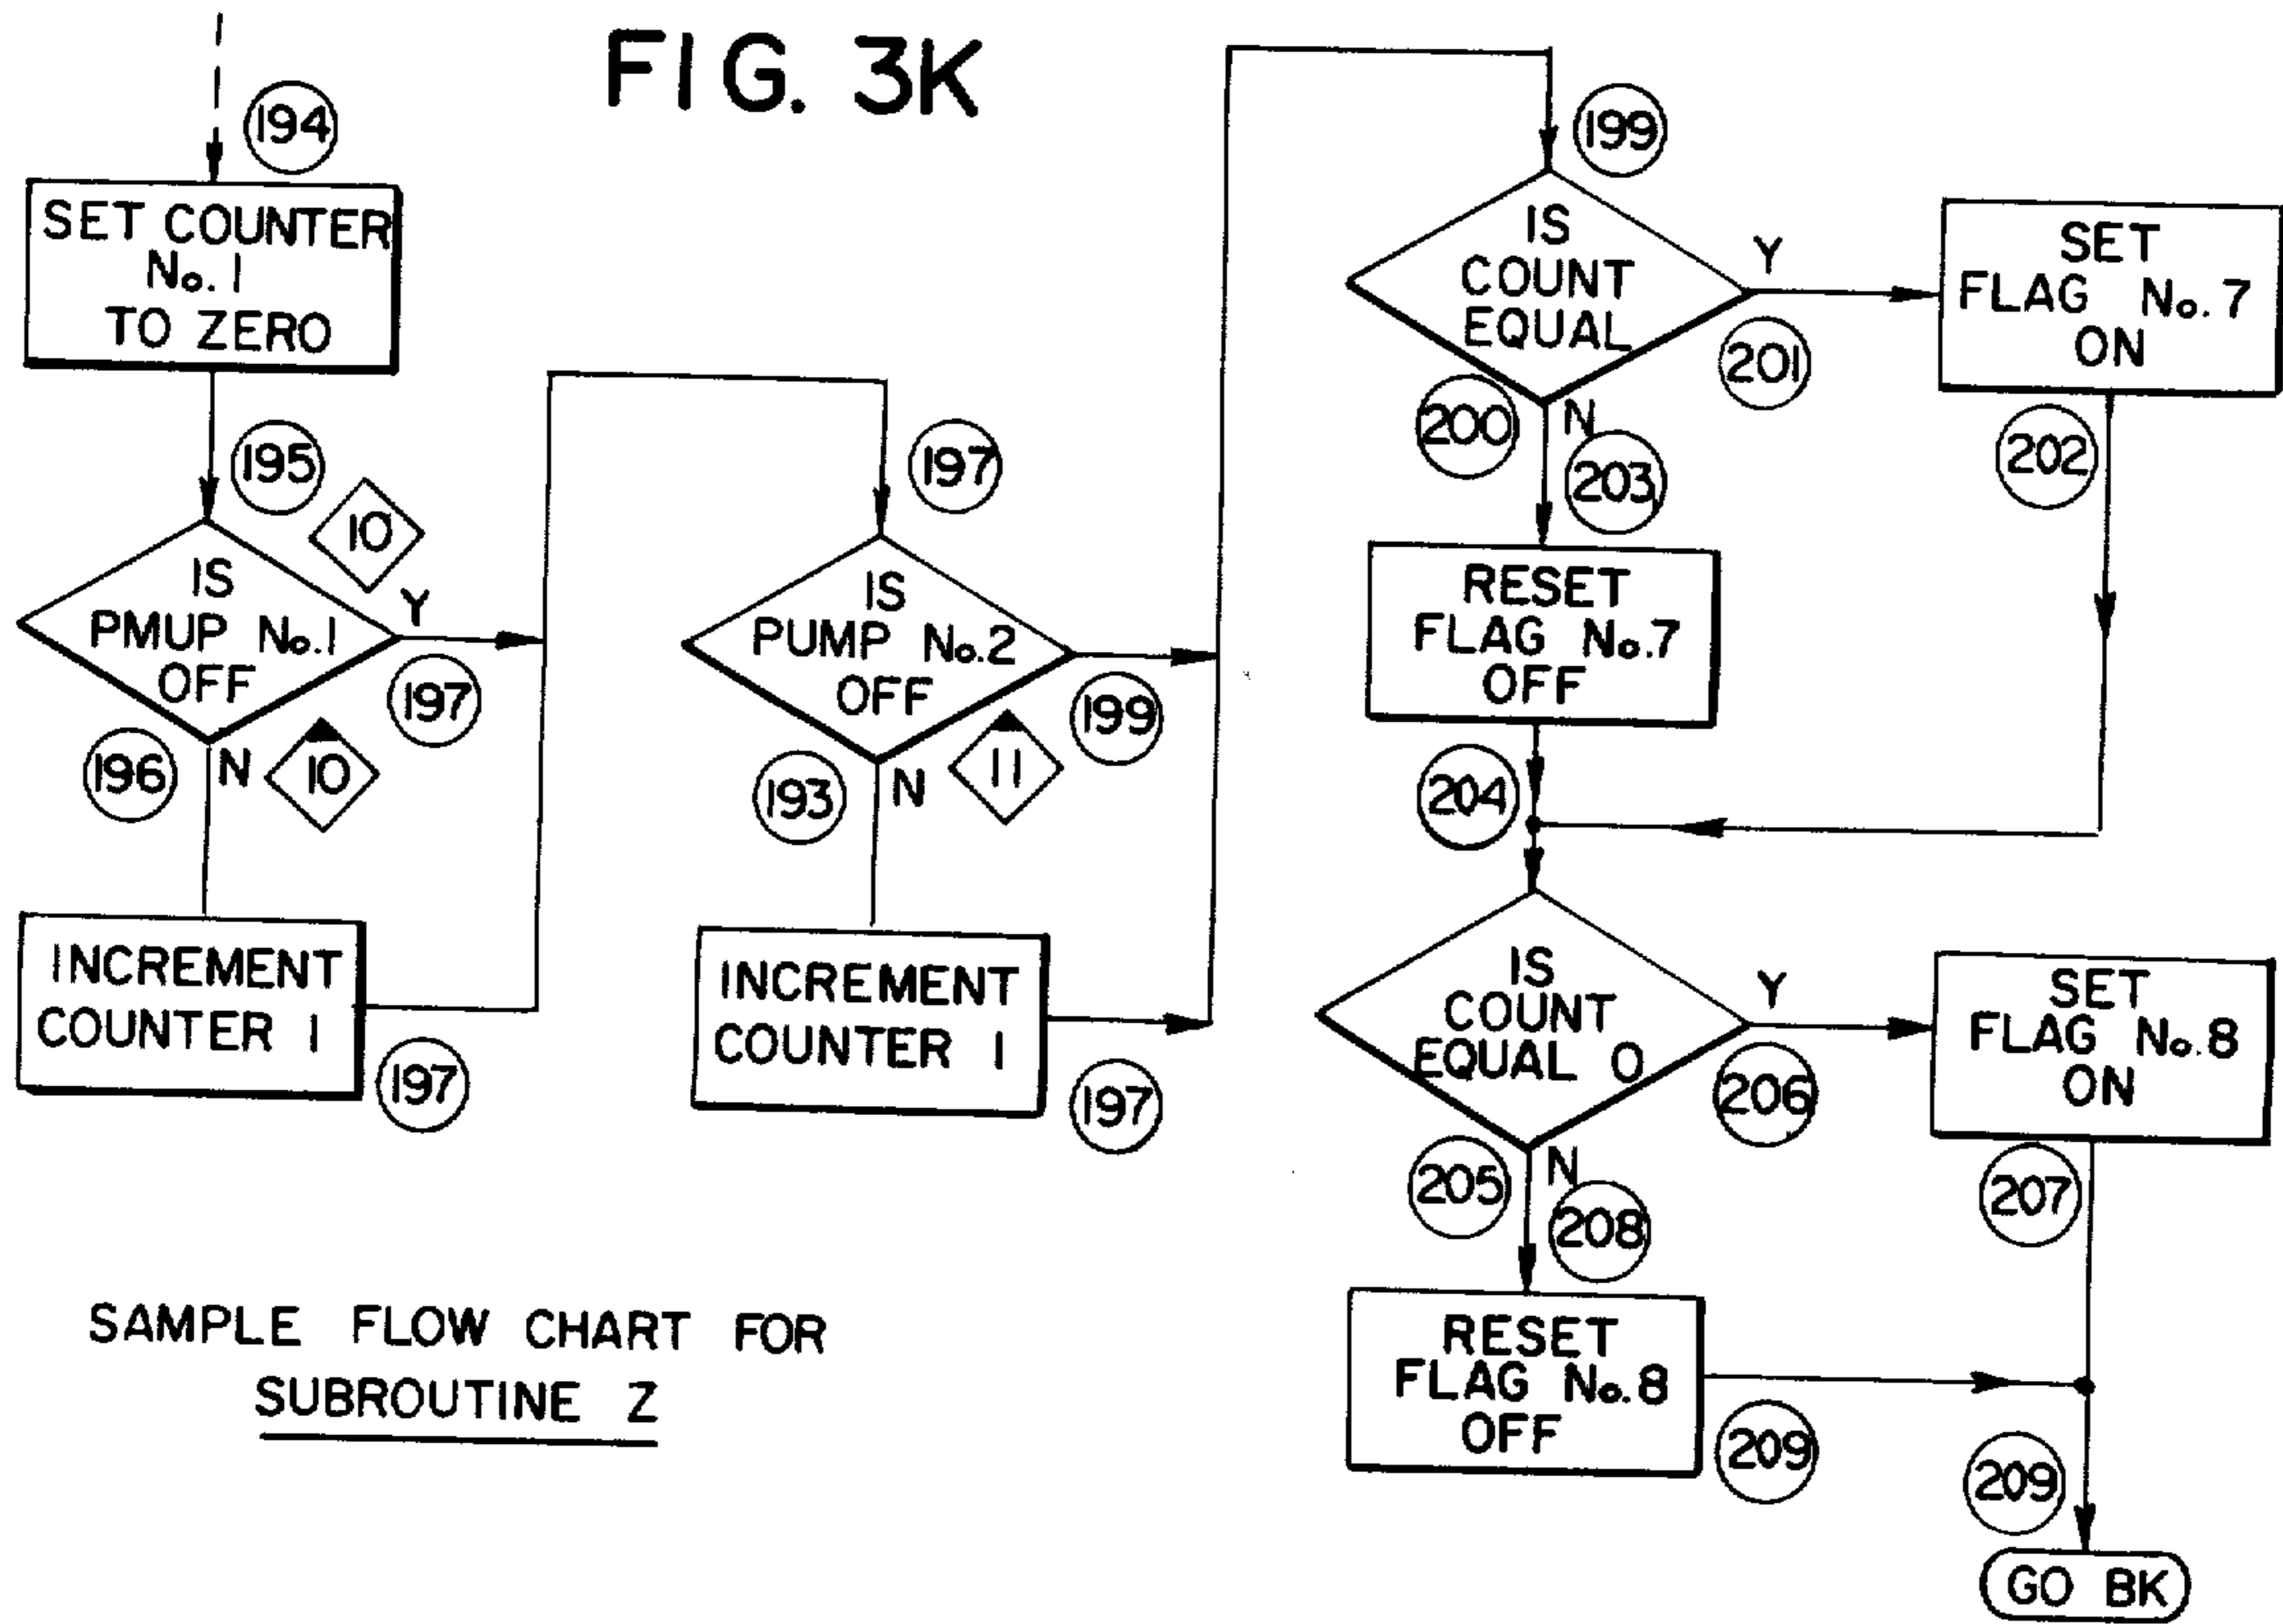 FIG. 3K
194
SET COUNTER
No. 1
TO ZERO
195
10
IS
PMUP No. 1
OFF
Y
197
196
N
10
INCREMENT
COUNTER 1
197
197
IS
PUMP No. 2
OFF
199
193
N
11
INCREMENT
COUNTER 1
197
199
IS
COUNT
EQUAL
Y
201
200
N
203
SET
FLAG No. 7
ON
202
RESET
FLAG No. 7
OFF
204
IS
COUNT
EQUAL 0
Y
206
205
N
208
SET
FLAG No. 8
ON
207
RESET
FLAG No. 8
OFF
209
209
GO BK
SAMPLE FLOW CHART FOR
SUBROUTINE Z